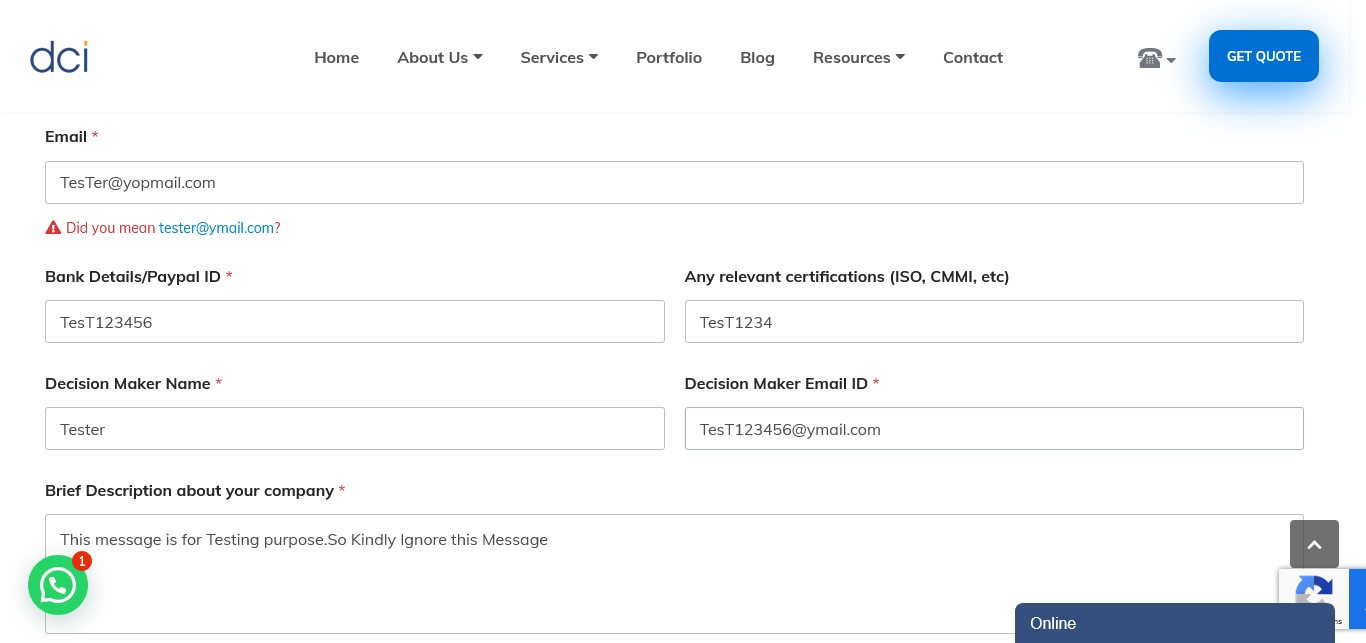 dci
Home About Us Services Portfolio Blog Resources Contact
GET QUOTE
Email *
TesTer@yopmail.com
Did you mean tester@ymail.com?
Bank Details/Paypal ID * Any relevant certifications (ISO, CMMI, etc)
TesT123456 TesT1234
Decision Maker Name * Decision Maker Email ID *
Tester TesT123456@ymail.com
Brief Description about your company *
This message is for Testing purpose.So Kindly Ignore this Message
1
Online